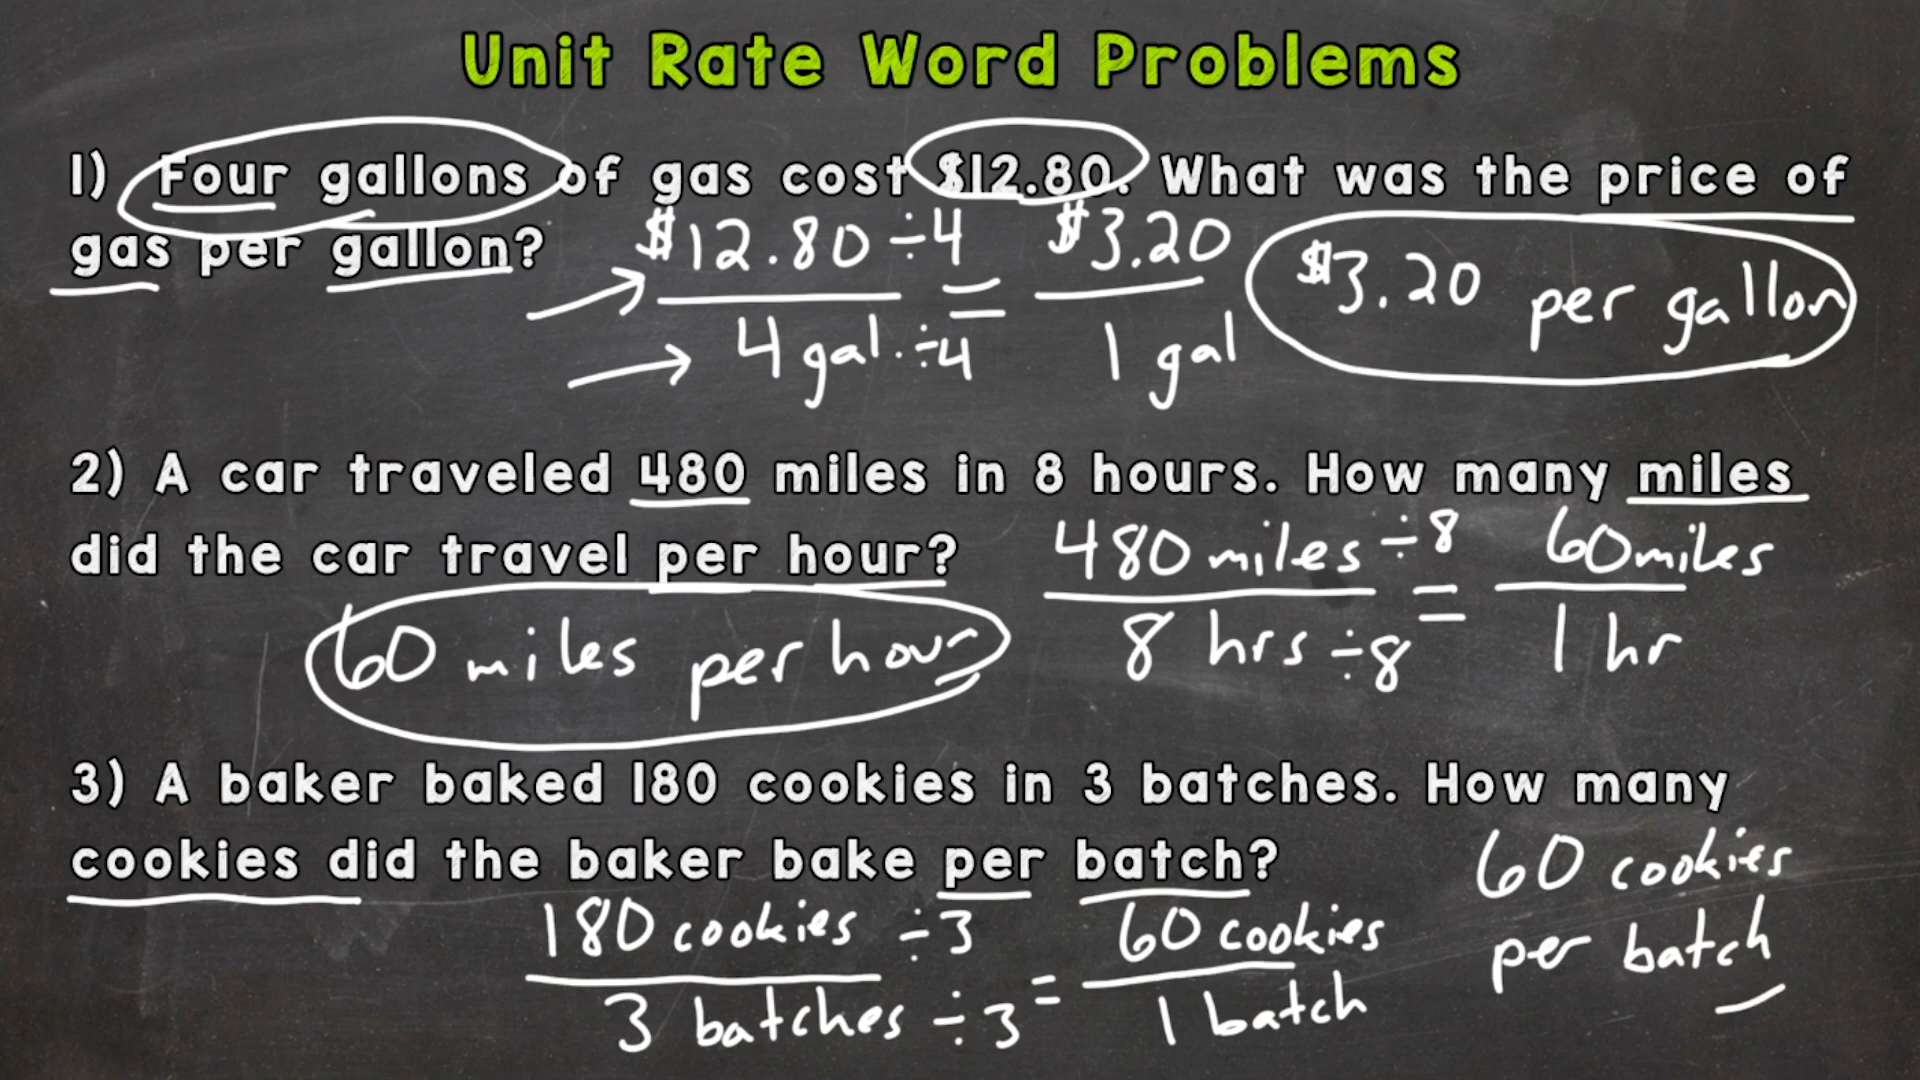 Unit Rate Word Problems
1) Four gallons of gas cost $12.80. What was the price of
gas per gallon?
$12.80 ÷4 = $3.20
4 gal. ÷4 1 gal
$3.20 per gallon
2) A car traveled 480 miles in 8 hours. How many miles
did the car travel per hour?
480 miles ÷8 = 60 miles
8 hrs ÷8 1 hr
60 miles per hour
3) A baker baked 180 cookies in 3 batches. How many
cookies did the baker bake per batch?
180 cookies ÷3 = 60 cookies
3 batches ÷3 1 batch
60 cookies
per batch